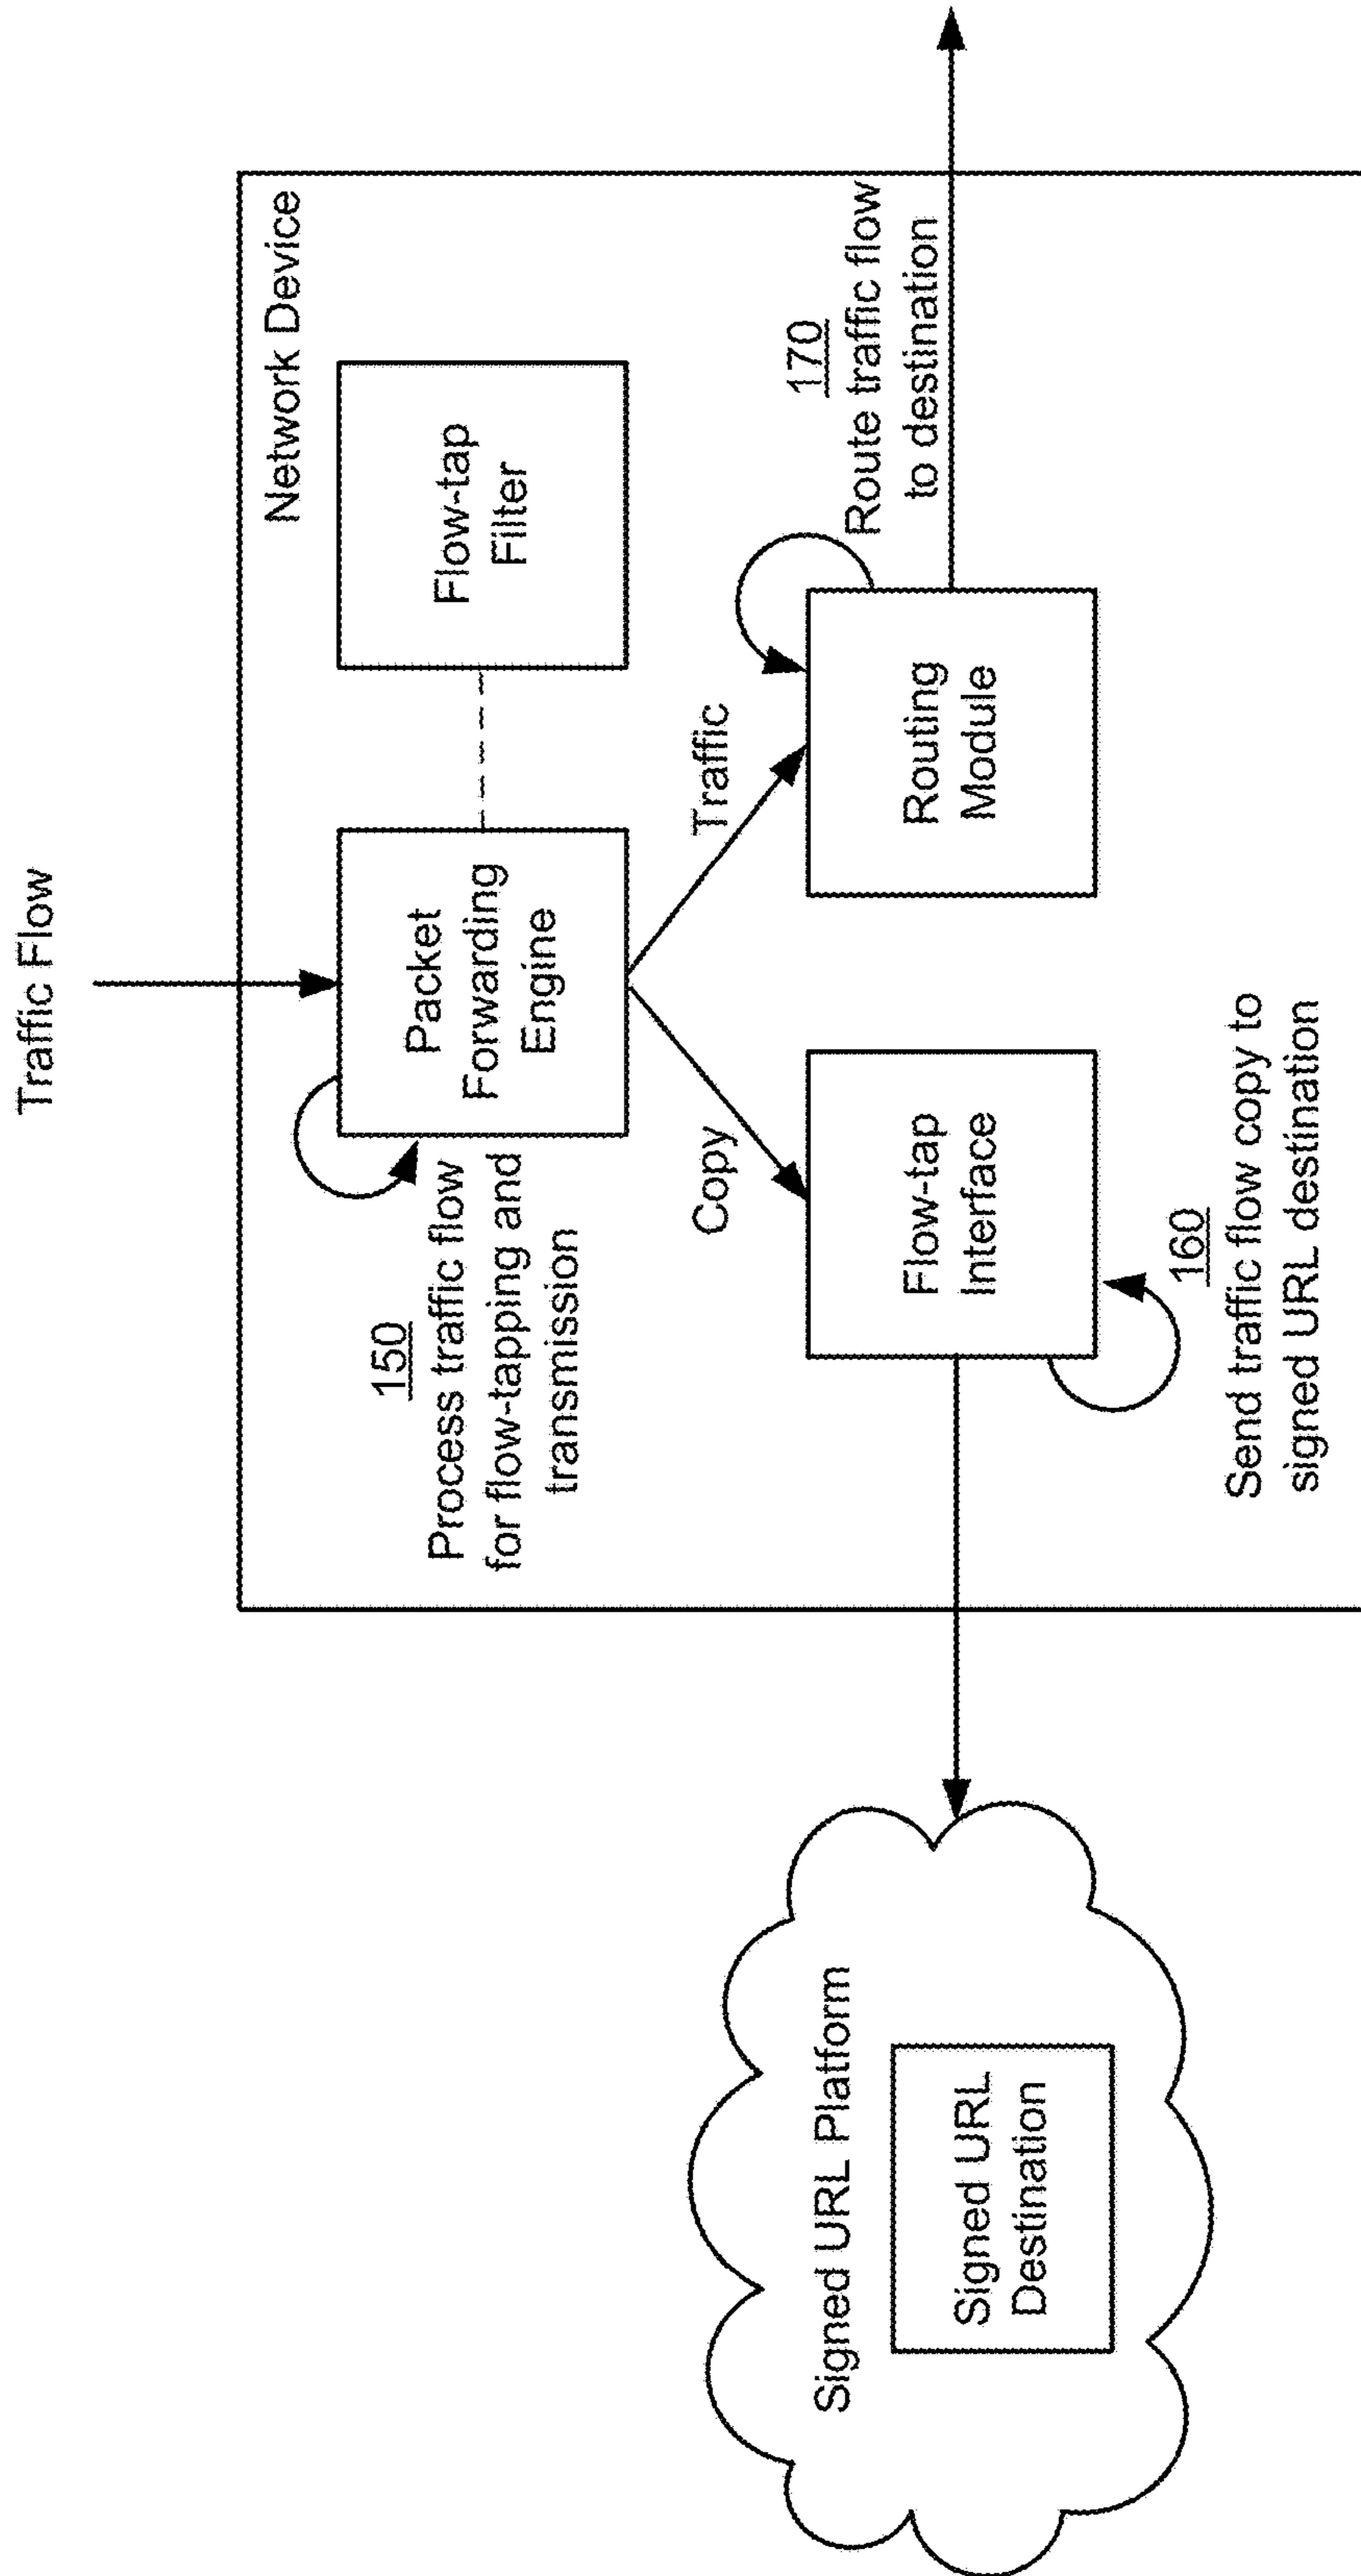 Traffic Flow
Network Device
Packet
Forwarding
Engine
Flow-tap
Filter
150
Process traffic flow
for flow-tapping and
transmission
Copy
Traffic
Flow-tap
Interface
Routing
Module
170
Route traffic flow
to destination
160
Send traffic flow copy to
signed URL destination
Signed URL Platform
Signed URL
Destination